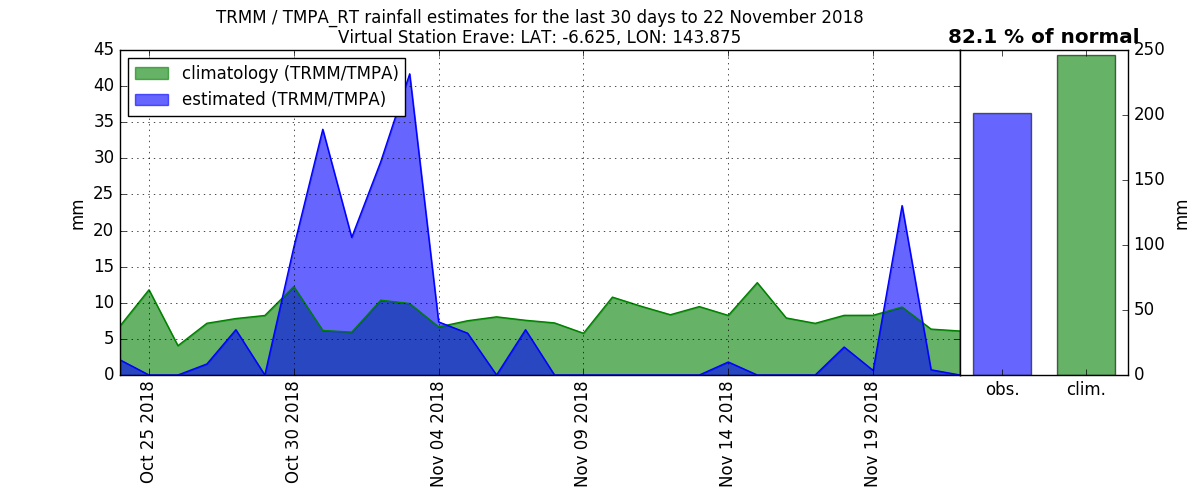 TRMM / TMPA_RT rainfall estimates for the last 30 days to 22 November 2018
Virtual Station Erave: LAT: -6.625, LON: 143.875
82.1 % of normal
climatology (TRMM/TMPA)
estimated (TRMM/TMPA)
45
40
35
30
25
20
15
10
5
0
mm
Oct 25 2018
Oct 30 2018
Nov 04 2018
Nov 09 2018
Nov 14 2018
Nov 19 2018
250
200
150
100
50
0
mm
obs.
clim.